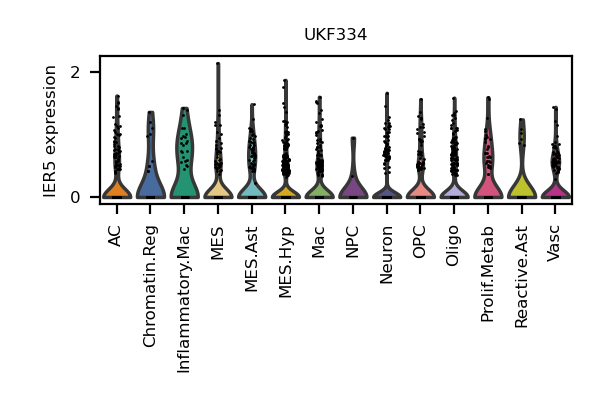 UKF334
IER5 expression
2
0
AC
Chromatin.Reg
Inflammatory.Mac
MES
MES.Ast
MES.Hyp
Mac
NPC
Neuron
OPC
Oligo
Prolif.Metab
Reactive.Ast
Vasc